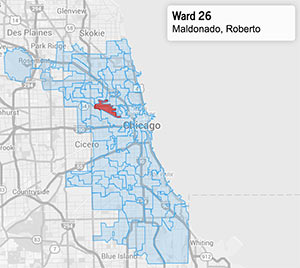 Glenview
Ward 26
Maldonado, Roberto
Des Plaines
Skokie
Park Ridge
Rosemont
Chicago
Cicero
Countryside
Whiting
Blue Island